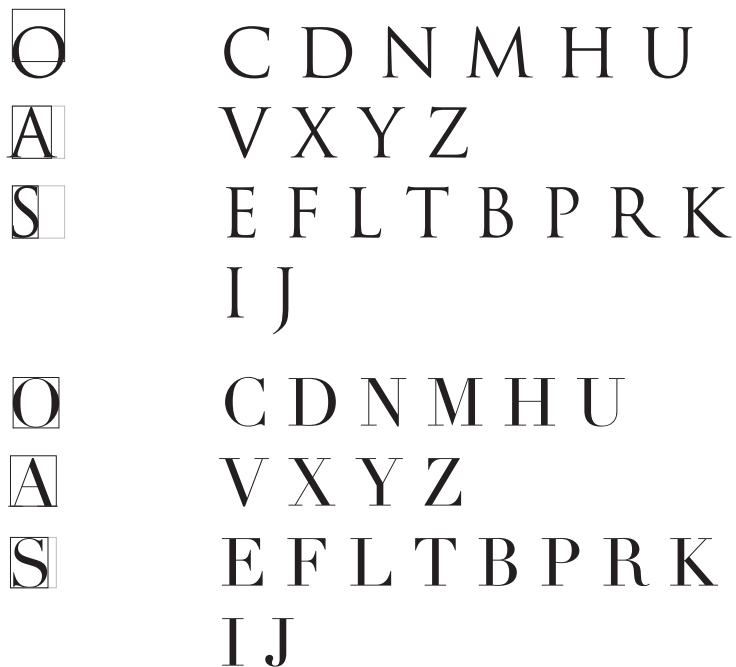 O C D N M H U
A V X Y Z
S E F L T B P R K
I J
O C D N M H U
A V X Y Z
S E F L T B P R K
I J